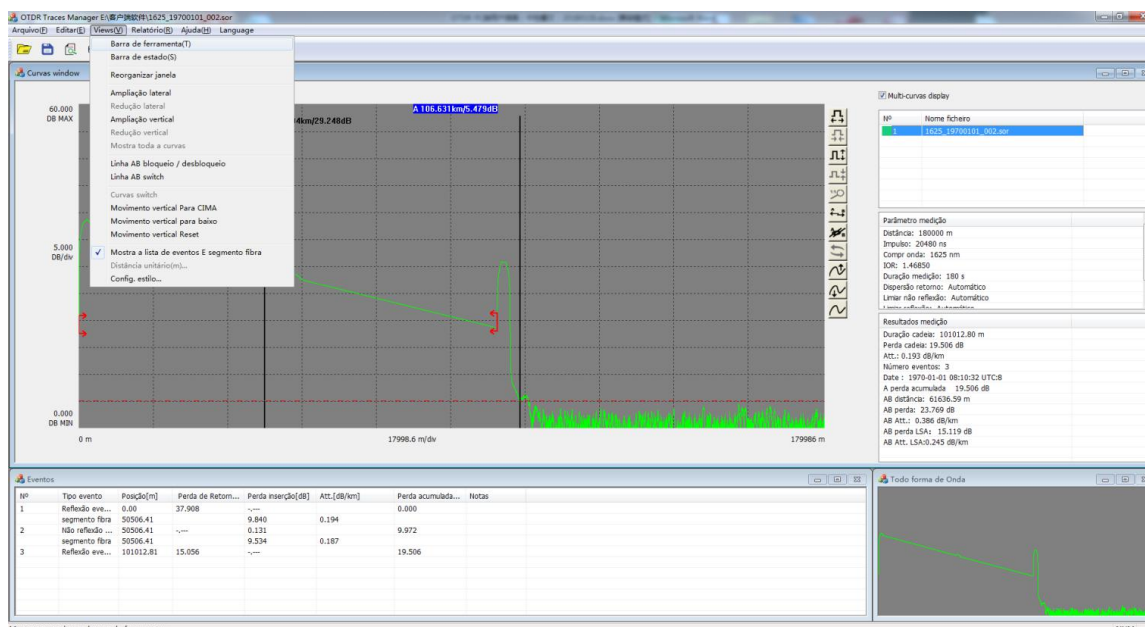 OTDR Traces Manager E:\客户端软件\1625_19700101_002.sor
Arquivo(F) Editar(E) Views(V) Relatório(R) Ajuda(H) Language
Barra de ferramenta(T)
Barra de estado(S)
Reorganizar janela
Ampliação lateral
Redução lateral
Ampliação vertical
Redução vertical
Mostra toda a curvas
Linha AB bloqueio / desbloqueio
Linha AB switch
Curvas switch
Movimento vertical Para CIMA
Movimento vertical para baixo
Movimento vertical Reset
Mostra a lista de eventos E segmento fibra
Distância unitário(m)...
Config. estilo...
Curvas window
60.000
DB MAX
A 106.631km/5.479dB
4km/29.248dB
5.000
DB/div
0.000
DB MIN
0 m 17998.6 m/div 179986 m
Multi-curvas display
Nº Nome ficheiro
1 1625_19700101_002.sor
Parâmetro medição
Distância: 180000 m
Impulso: 20480 ns
Compr onda: 1625 nm
IOR: 1.46850
Duração medição: 180 s
Dispersão retorno: Automático
Limiar não reflexão: Automático
Resultados medição
Duração cadeia: 101012.80 m
Perda cadeia: 19.506 dB
Att.: 0.193 dB/km
Número eventos: 3
Date : 1970-01-01 08:10:32 UTC:8
A perda acumulada 19.506 dB
AB distância: 61636.59 m
AB perda: 23.769 dB
AB Att.: 0.386 dB/km
AB perda LSA: 15.119 dB
AB Att. LSA:0.245 dB/km
Eventos
Nº Tipo evento Posição[m] Perda de Retorn... Perda inserção[dB] Att.[dB/km] Perda acumulada... Notas
1 Reflexão eve... 0.00 37.908 -.--- 0.000
segmento fibra 50506.41 9.840 0.194
2 Não reflexão ... 50506.41 -.--- 0.131 9.972
segmento fibra 50506.41 9.534 0.187
3 Reflexão eve... 101012.81 15.056 -.--- 19.506
Todo forma de Onda